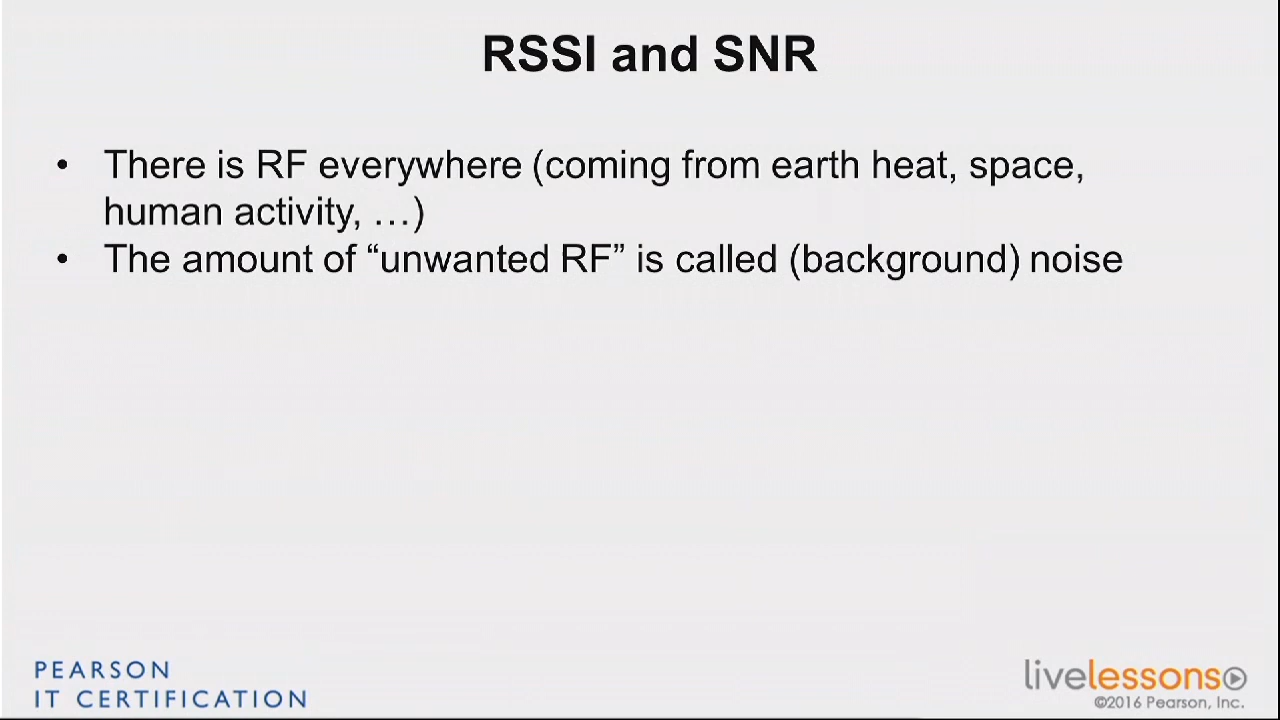 RSSI and SNR
• There is RF everywhere (coming from earth heat, space,
human activity, …)
• The amount of “unwanted RF” is called (background) noise
PEARSON
IT CERTIFICATION
livelessons
©2016 Pearson, Inc.